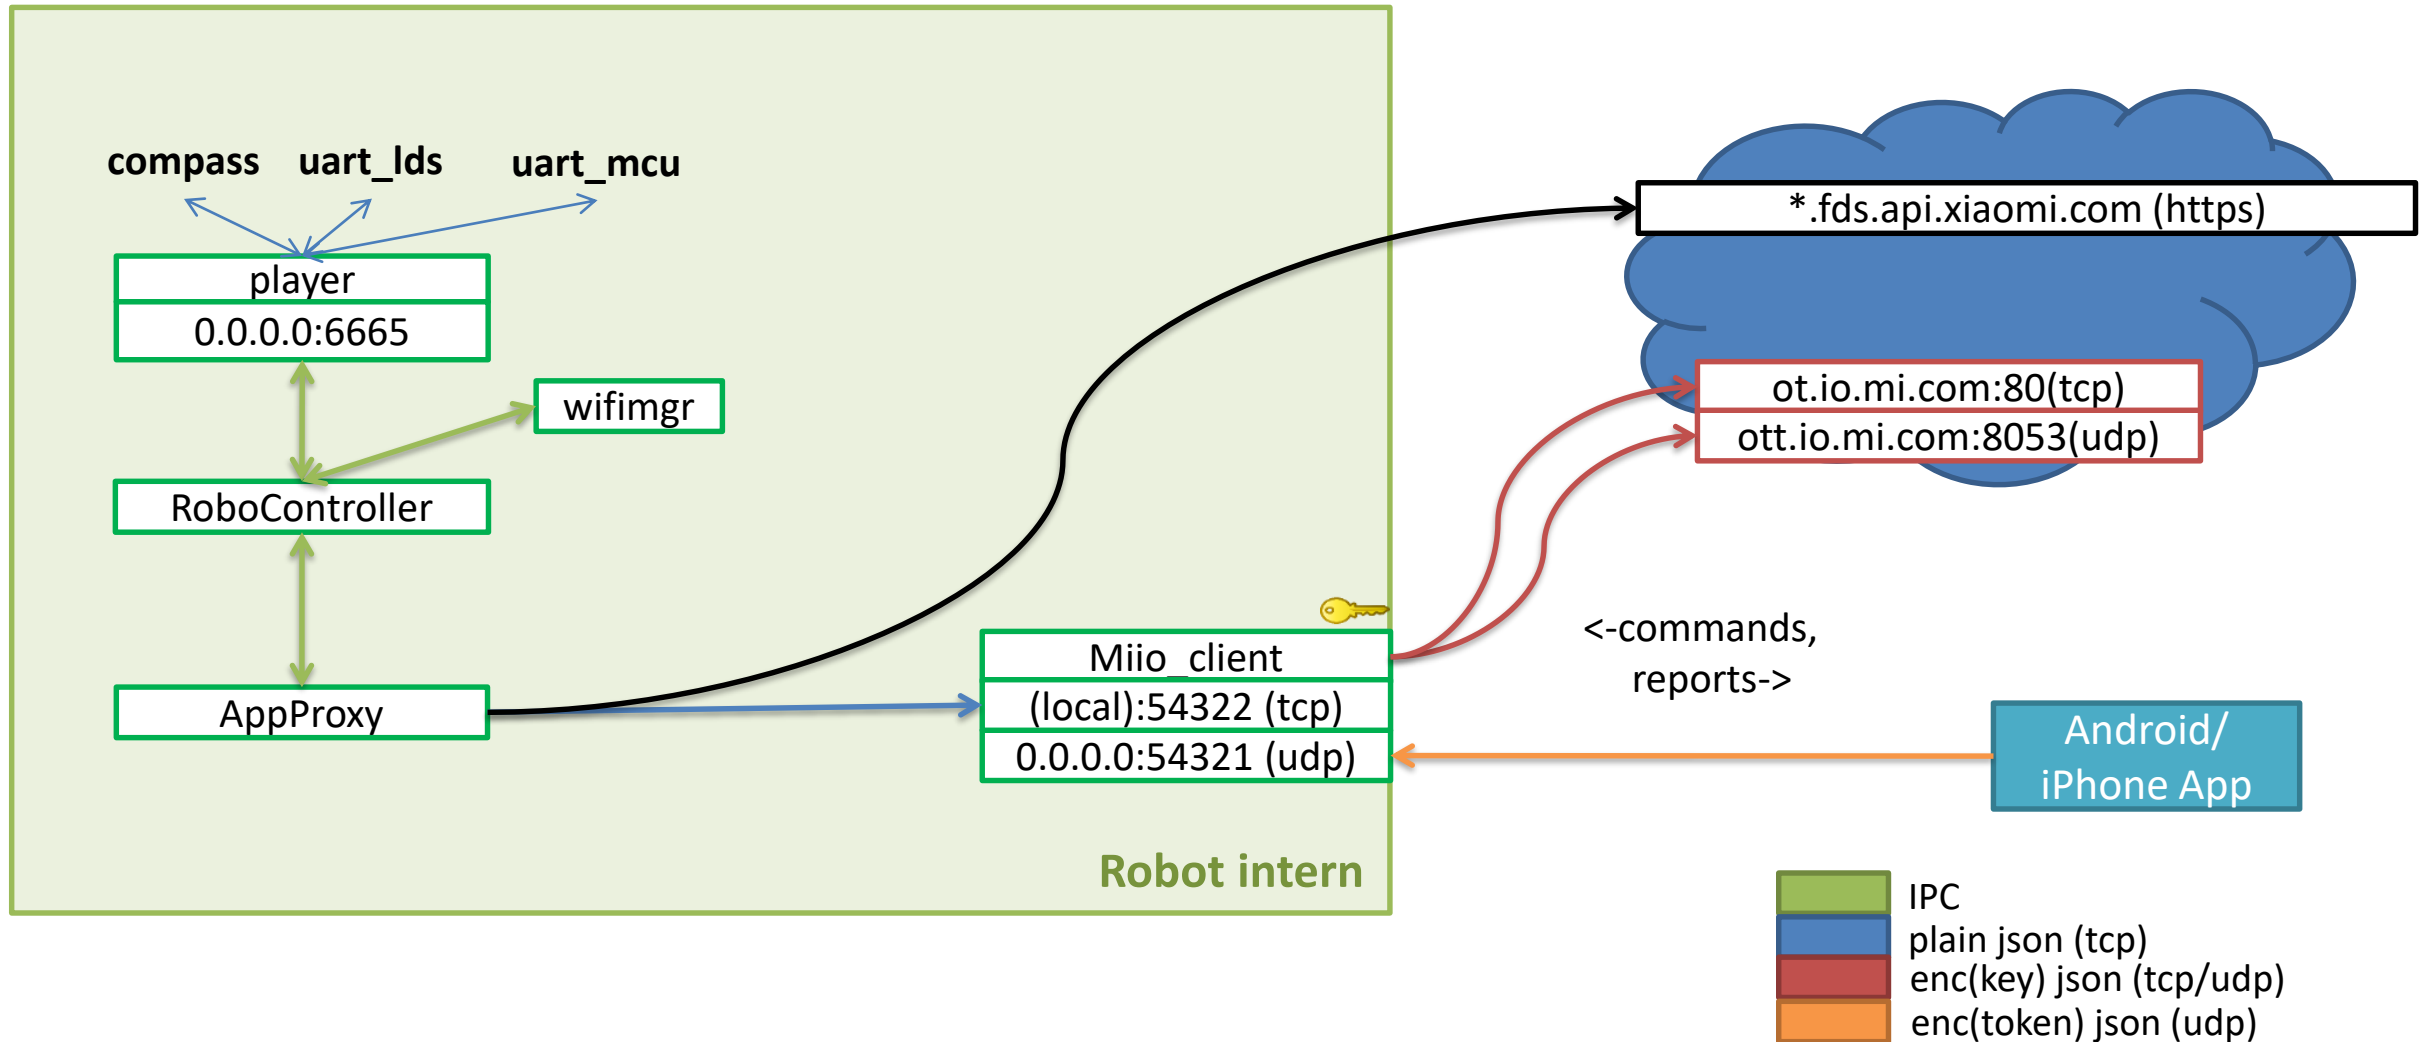 compass uart_lds uart_mcu
player
0.0.0.0:6665
wifimgr
RoboController
AppProxy
Miio_client
(local):54322 (tcp)
0.0.0.0:54321 (udp)
Robot intern
*.fds.api.xiaomi.com (https)
ot.io.mi.com:80(tcp)
ott.io.mi.com:8053(udp)
<-commands,
reports->
Android/
iPhone App
IPC
plain json (tcp)
enc(key) json (tcp/udp)
enc(token) json (udp)